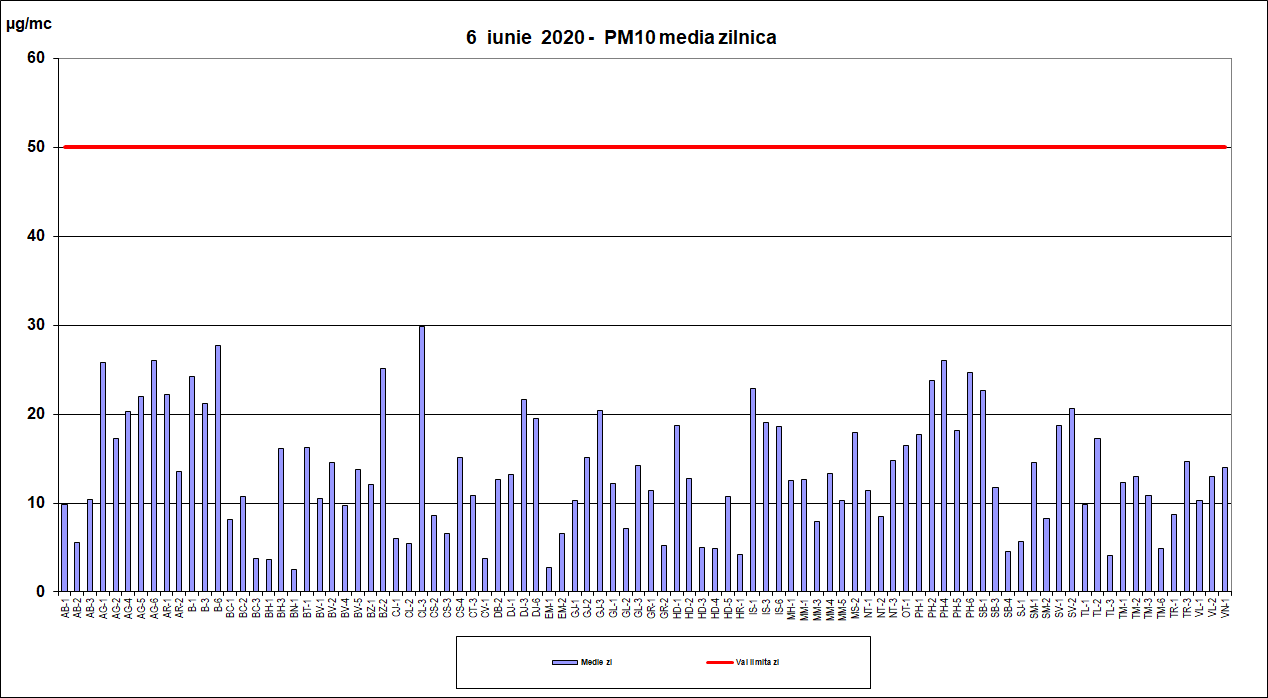 µg/mc
6 iunie 2020 - PM10 media zilnica
60
50
40
30
20
10
0
AB-1 AB-2 AB-3 AG-1 AG-2 AG-4 AG-5 AG-6 AR-1 AR-2 B-1 B-3 B-6 BC-1 BC-2 BC-3 BH-1 BH-3 BN-1 BT-1 BV-1 BV-2 BV-4 BV-5 BZ-1 BZ-2 CJ-1 CL-2 CL-3 CS-2 CS-3 CS-4 CT-3 CV-1 DB-2 DJ-1 DJ-3 DJ-6 EM-1 EM-2 GJ-1 GJ-2 GJ-3 GL-1 GL-2 GL-3 GR-1 GR-2 HD-1 HD-2 HD-3 HD-4 HD-5 HR-1 IS-1 IS-3 IS-6 MH-1 MM-1 MM-3 MM-4 MM-5 MS-2 NT-1 NT-2 NT-3 OT-1 PH-1 PH-2 PH-4 PH-5 PH-6 SB-1 SB-3 SB-4 SJ-1 SM-1 SM-2 SV-1 SV-2 TL-1 TL-2 TL-3 TM-1 TM-2 TM-3 TM-6 TR-1 TR-3 VL-1 VL-2 VN-1
Medie zi Val limita zi